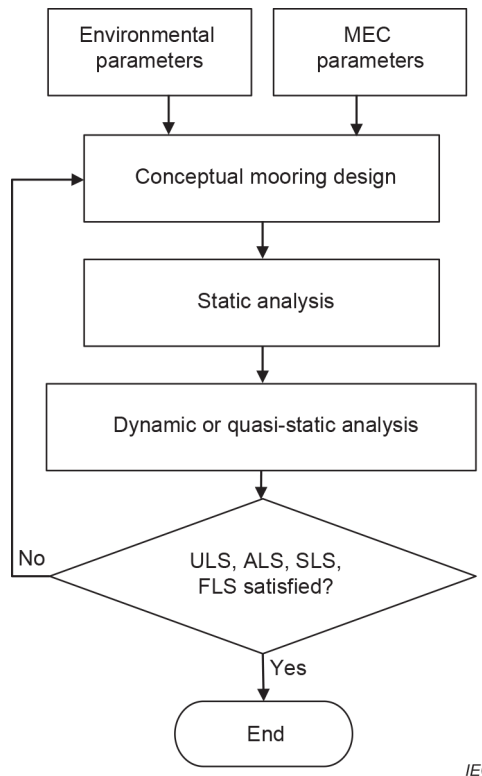 Environmental
parameters
MEC
parameters
Conceptual mooring design
Static analysis
Dynamic or quasi-static analysis
No
ULS, ALS, SLS,
FLS satisfied?
Yes
End